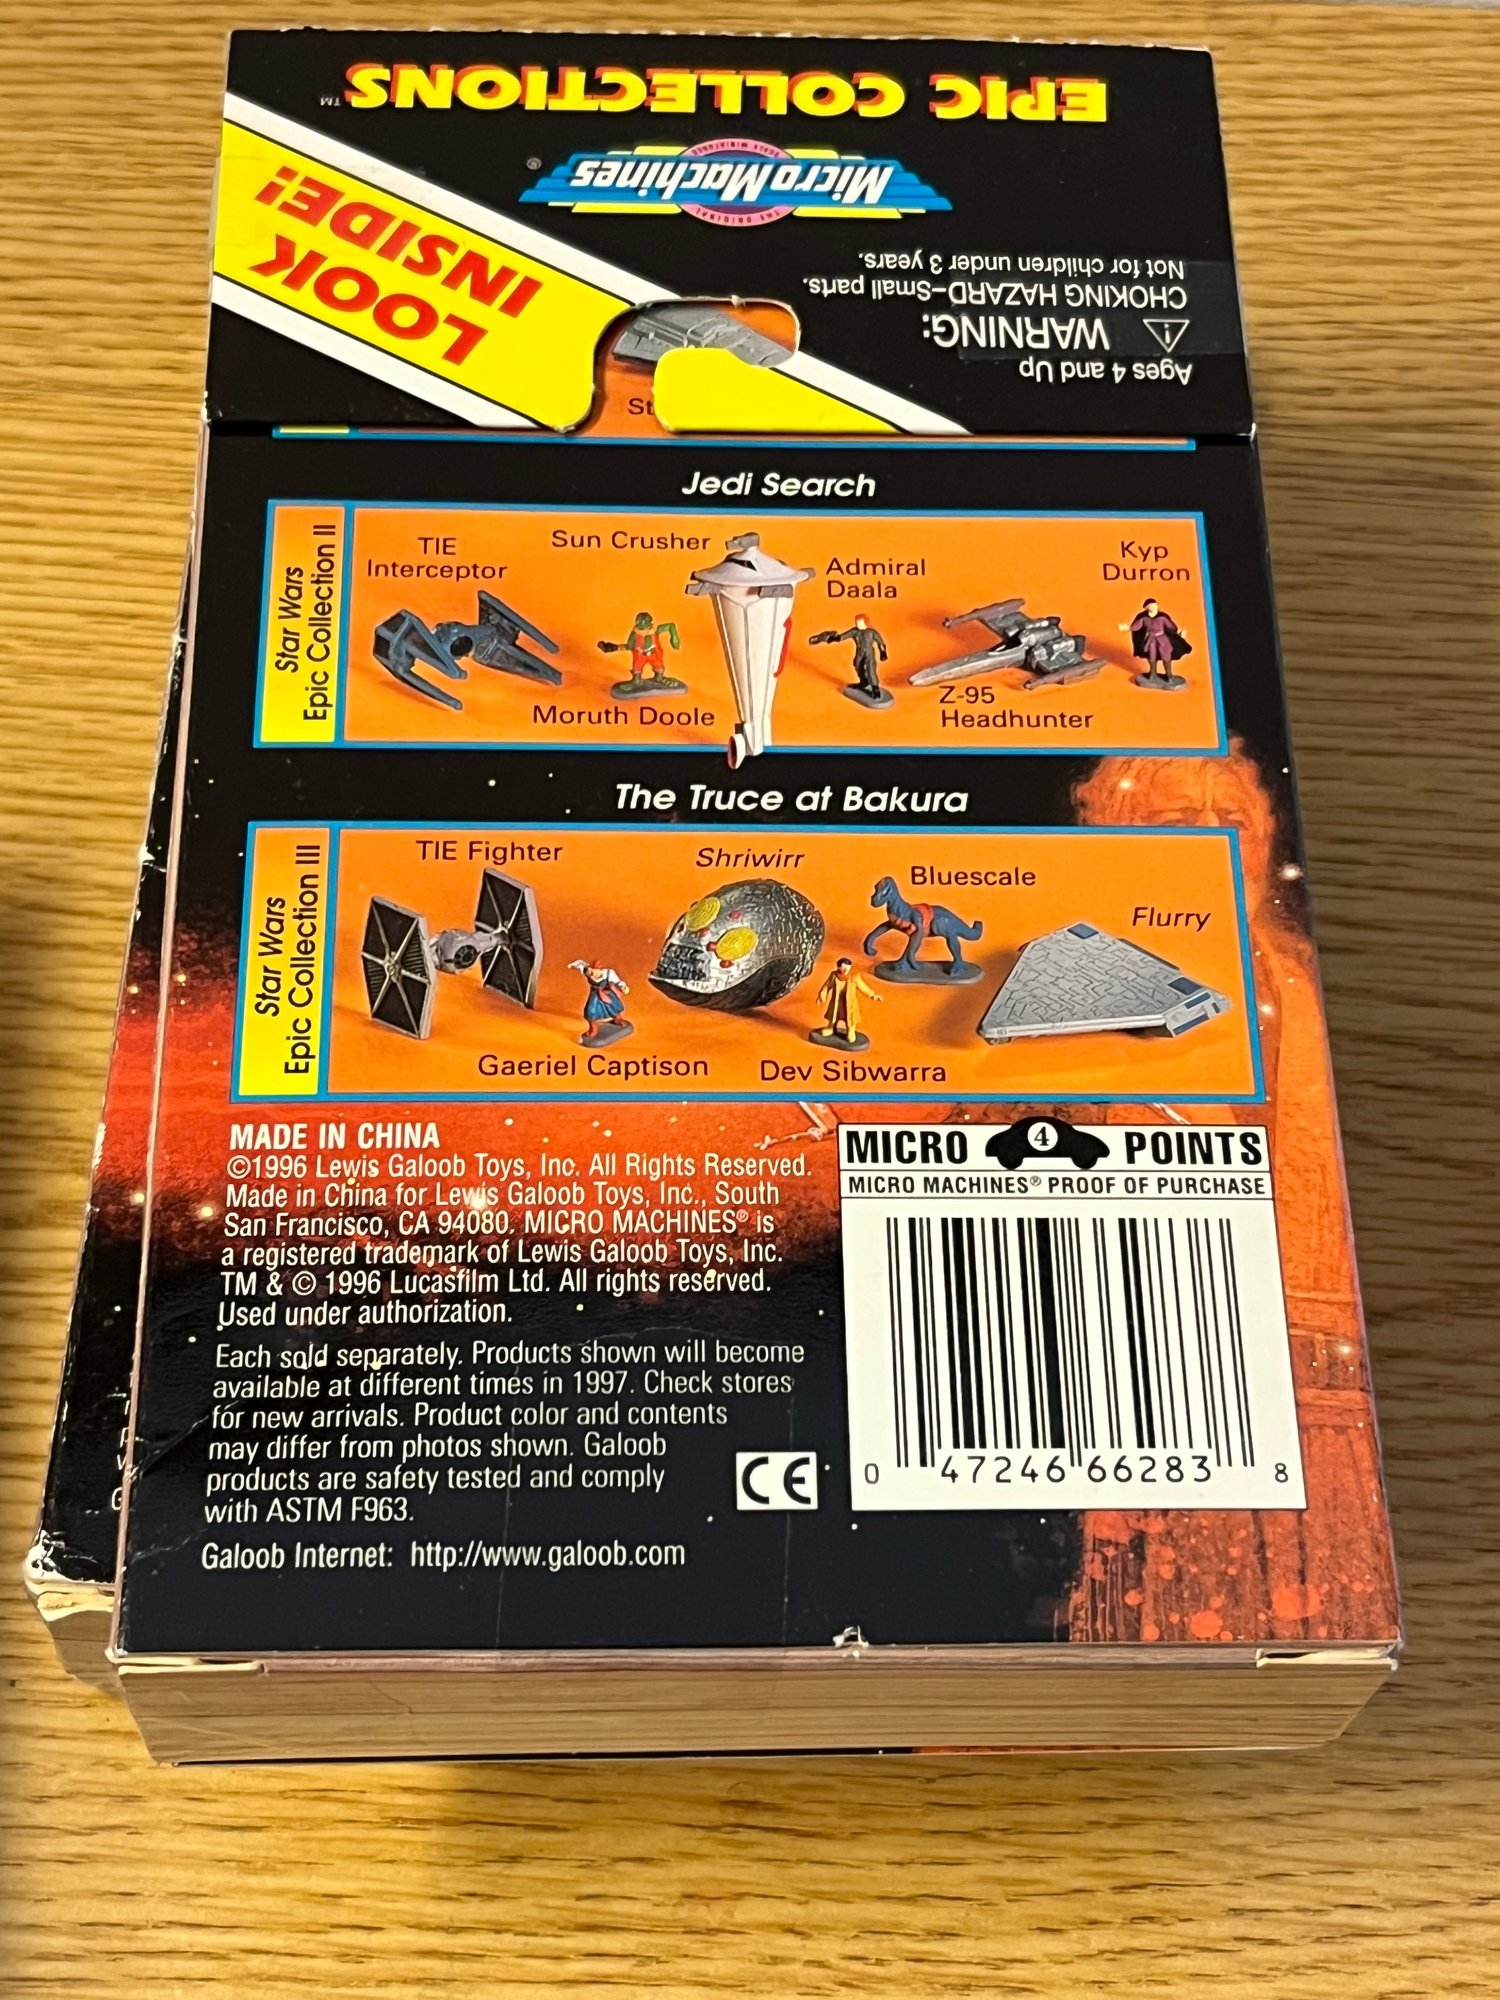 EPIC COLLECTIONS™
MicroMachines®
THE ORIGINAL
SCALE MINIATURES
LOOK
INSIDE!
Ages 4 and Up
WARNING:
CHOKING HAZARD–Small parts.
Not for children under 3 years.
St
Jedi Search
Star Wars
Epic Collection II
TIE
Interceptor
Sun Crusher
Admiral
Daala
Kyp
Durron
Moruth Doole
Z-95
Headhunter
The Truce at Bakura
Star Wars
Epic Collection III
TIE Fighter
Shriwirr
Bluescale
Flurry
Gaeriel Captison
Dev Sibwarra
MADE IN CHINA
©1996 Lewis Galoob Toys, Inc. All Rights Reserved.
Made in China for Lewis Galoob Toys, Inc., South
San Francisco, CA 94080. MICRO MACHINES® is
a registered trademark of Lewis Galoob Toys, Inc.
TM & © 1996 Lucasfilm Ltd. All rights reserved.
Used under authorization.
Each sold separately. Products shown will become
available at different times in 1997. Check stores
for new arrivals. Product color and contents
may differ from photos shown. Galoob
products are safety tested and comply
with ASTM F963.
Galoob Internet: http://www.galoob.com
CE
MICRO 4 POINTS
MICRO MACHINES® PROOF OF PURCHASE
0 47246 66283 8